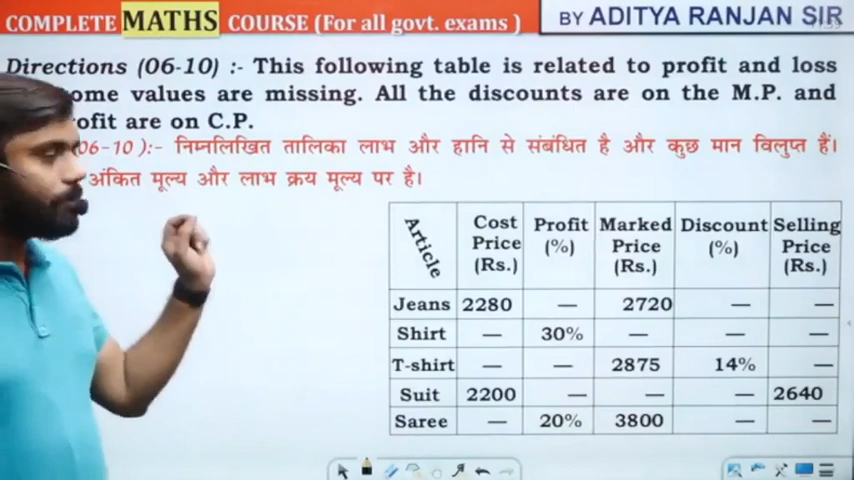 COMPLETE MATHS COURSE (For all govt. exams )
BY ADITYA RANJAN SIR
Directions (06-10) :- This following table is related to profit and loss
ome values are missing. All the discounts are on the M.P. and
ofit are on C.P.
06-10 ):- निम्नलिखित तालिका लाभ और हानि से संबंधित है और कुछ मान विलुप्त हैं।
अंकित मूल्य और लाभ क्रय मूल्य पर है।
Article Cost Price (Rs.) Profit (%) Marked Price (Rs.) Discount (%) Selling Price (Rs.)
Jeans 2280 — 2720 — —
Shirt — 30% — — —
T-shirt — — 2875 14% —
Suit 2200 — — — 2640
Saree — 20% 3800 — —